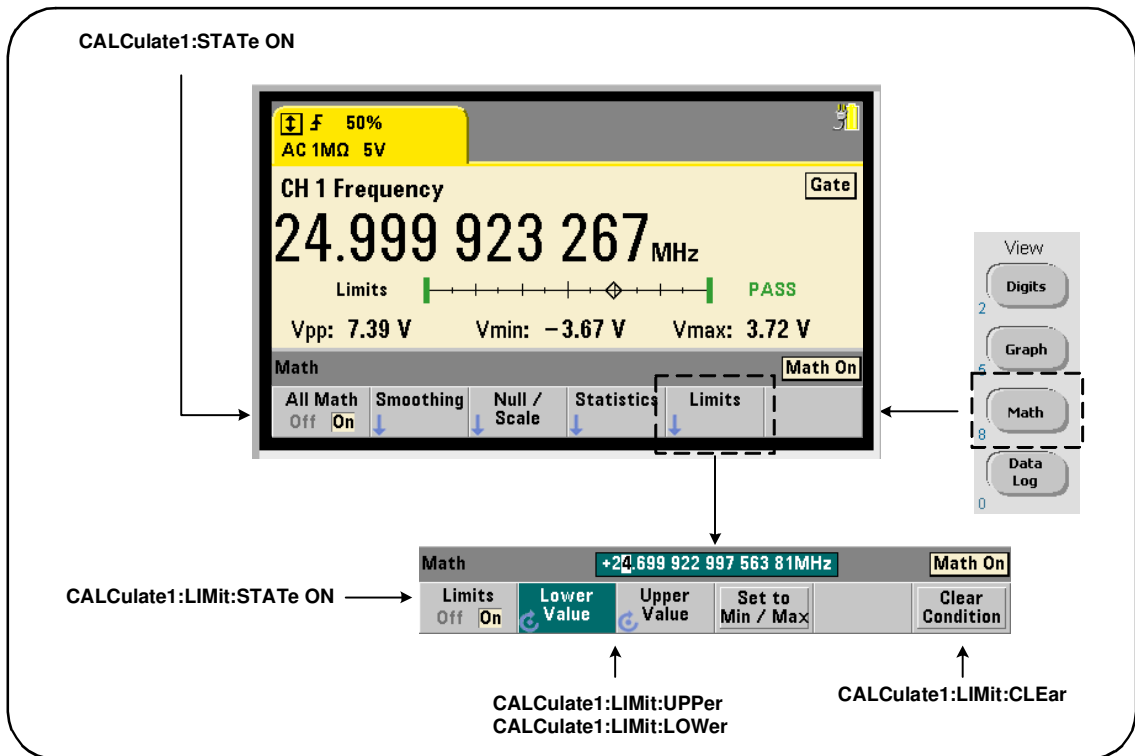 CALCulate1:STATe ON
50%
AC 1MΩ 5V
CH 1 Frequency
Gate
24.999 923 267 MHz
Limits
PASS
Vpp: 7.39 V Vmin: −3.67 V Vmax: 3.72 V
Math
Math On
All Math
Off On
Smoothing
Null /
Scale
Statistics
Limits
View
Digits
2
Graph
5
Math
8
Data
Log
0
Math
+24.699 922 997 563 81MHz
Math On
CALCulate1:LIMit:STATe ON
Limits
Off On
Lower
Value
Upper
Value
Set to
Min / Max
Clear
Condition
CALCulate1:LIMit:UPPer
CALCulate1:LIMit:LOWer
CALCulate1:LIMit:CLEar